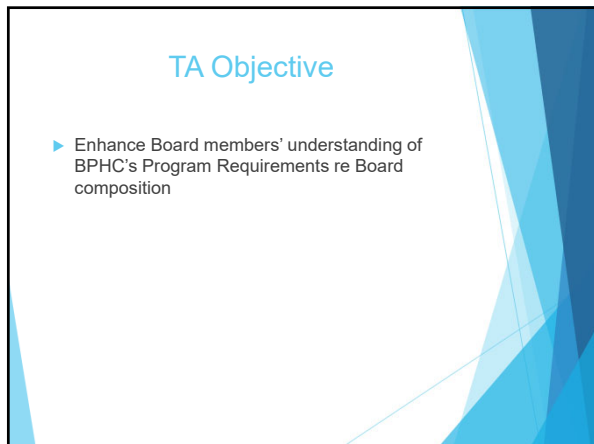 TA Objective
Enhance Board members' understanding of
BPHC's Program Requirements re Board
composition